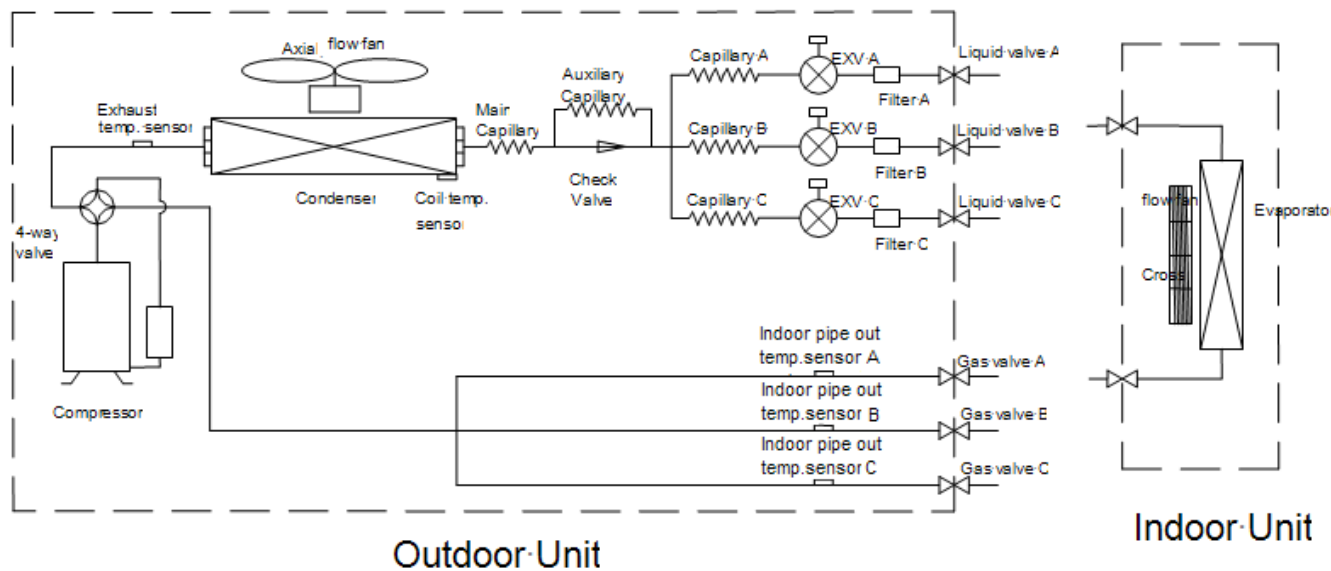 Axial flow fan
Exhaust
temp. sensor
Condenser
Coil temp.
sensor
4-way
valve
Compressor
Main
Capillary
Auxiliary
Capillary
Check
Valve
Capillary A
EXV A
Filter A
Liquid valve A
Capillary B
EXV B
Filter B
Liquid valve B
Capillary C
EXV C
Filter C
Liquid valve C
Indoor pipe out
temp.sensor A
Gas valve A
Indoor pipe out
temp.sensor B
Gas valve B
Indoor pipe out
temp.sensor C
Gas valve C
Outdoor Unit
flow fan
Cross
Evaporator
Indoor Unit